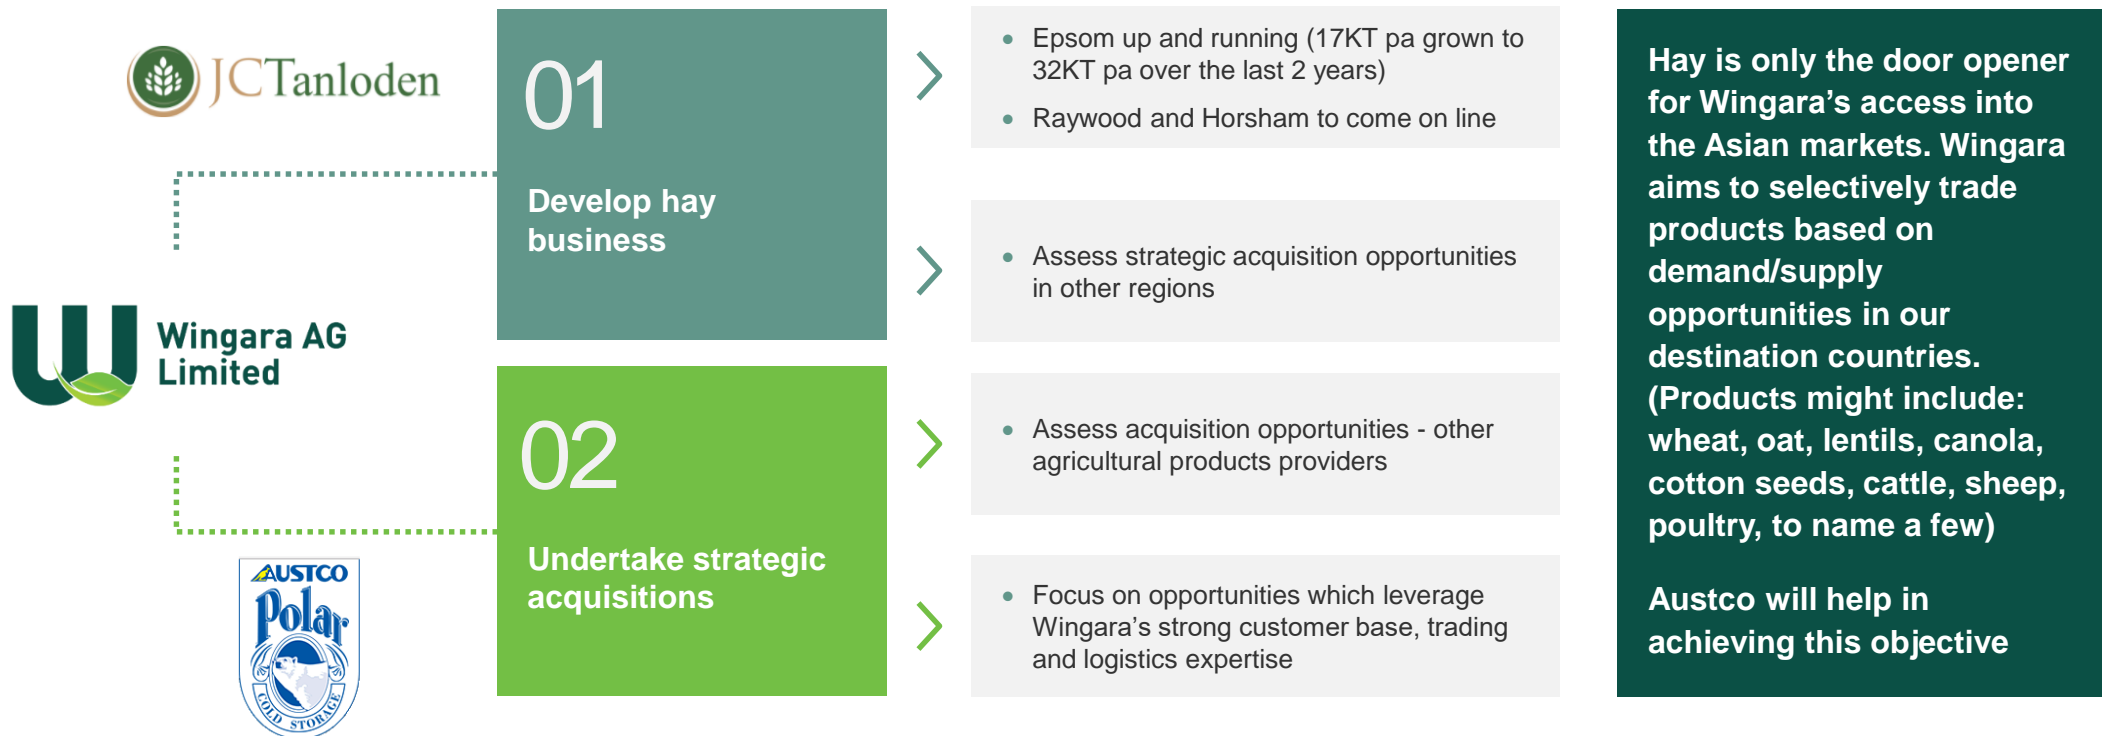 JCTanloden
Wingara AG
Limited
AUSTCO
Polar
COLD STORAGE
01
Develop hay
business
02
Undertake strategic
acquisitions
• Epsom up and running (17KT pa grown to
32KT pa over the last 2 years)
• Raywood and Horsham to come on line
• Assess strategic acquisition opportunities
in other regions
• Assess acquisition opportunities - other
agricultural products providers
• Focus on opportunities which leverage
Wingara’s strong customer base, trading
and logistics expertise
Hay is only the door opener
for Wingara’s access into
the Asian markets. Wingara
aims to selectively trade
products based on
demand/supply
opportunities in our
destination countries.
(Products might include:
wheat, oat, lentils, canola,
cotton seeds, cattle, sheep,
poultry, to name a few)
Austco will help in
achieving this objective